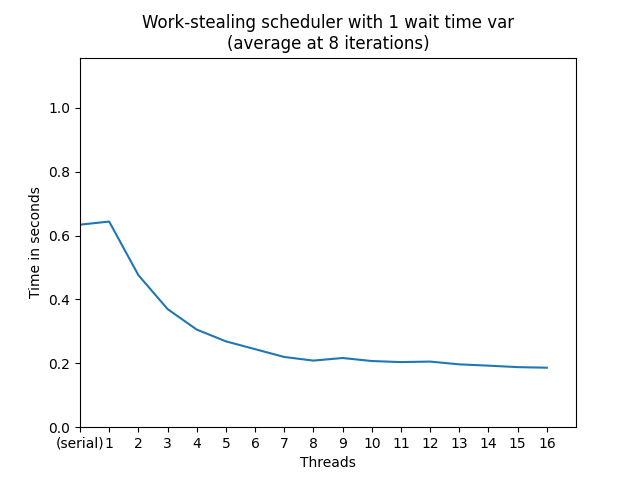 Work-stealing scheduler with 1 wait time var
(average at 8 iterations)
1.0
0.8
0.6
0.4
0.2
0.0
Time in seconds
(serial) 1 2 3 4 5 6 7 8 9 10 11 12 13 14 15 16
Threads